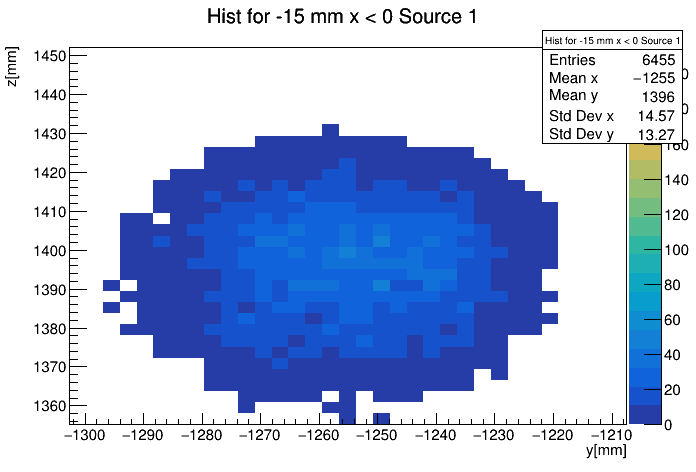 Hist for -15 mm x < 0 Source 1
z[mm]
1450
1440
1430
1420
1410
1400
1390
1380
1370
1360
−1300 −1290 −1280 −1270 −1260 −1250 −1240 −1230 −1220 −1210
y[mm]
Hist for -15 mm x < 0 Source 1
Entries 6455
Mean x −1255
Mean y 1396
Std Dev x 14.57
Std Dev y 13.27
160
140
120
100
80
60
40
20
0